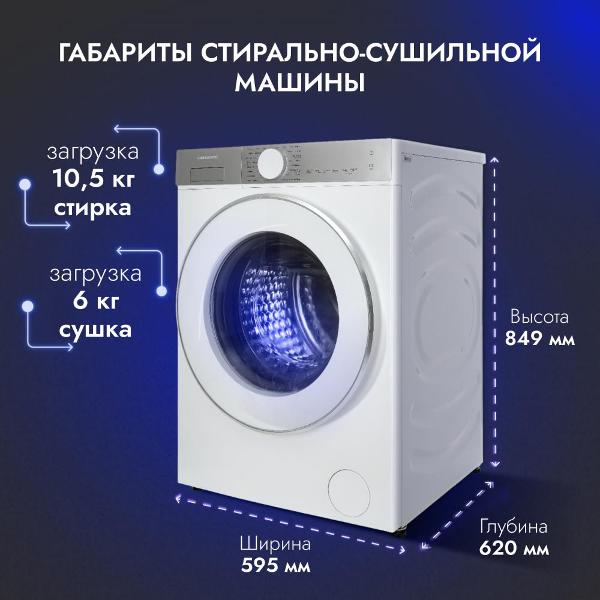 ГАБАРИТЫ СТИРАЛЬНО-СУШИЛЬНОЙ
МАШИНЫ
загрузка
10,5 кг
стирка
загрузка
6 кг
сушка
Высота
849 мм
Глубина
620 мм
Ширина
595 мм